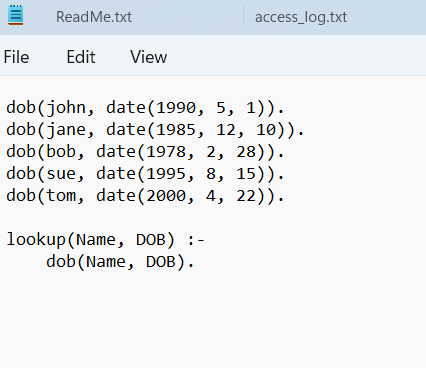 ReadMe.txt access_log.txt
File Edit View
dob(john, date(1990, 5, 1)).
dob(jane, date(1985, 12, 10)).
dob(bob, date(1978, 2, 28)).
dob(sue, date(1995, 8, 15)).
dob(tom, date(2000, 4, 22)).

lookup(Name, DOB) :-
    dob(Name, DOB).